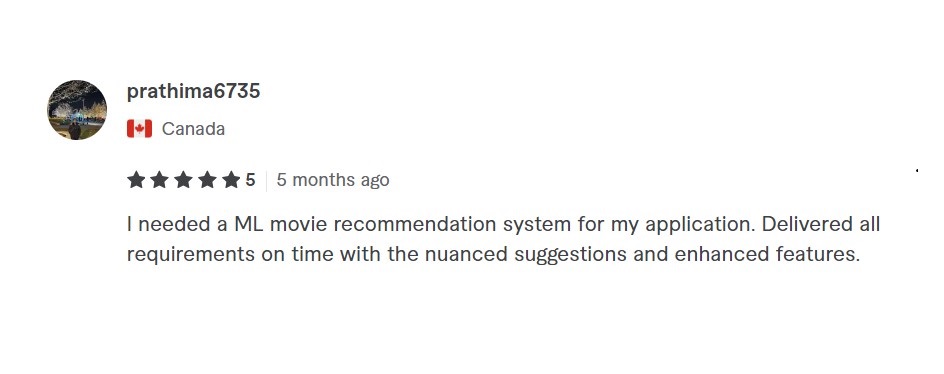 prathima6735
Canada
5 5 months ago
I needed a ML movie recommendation system for my application. Delivered all
requirements on time with the nuanced suggestions and enhanced features.